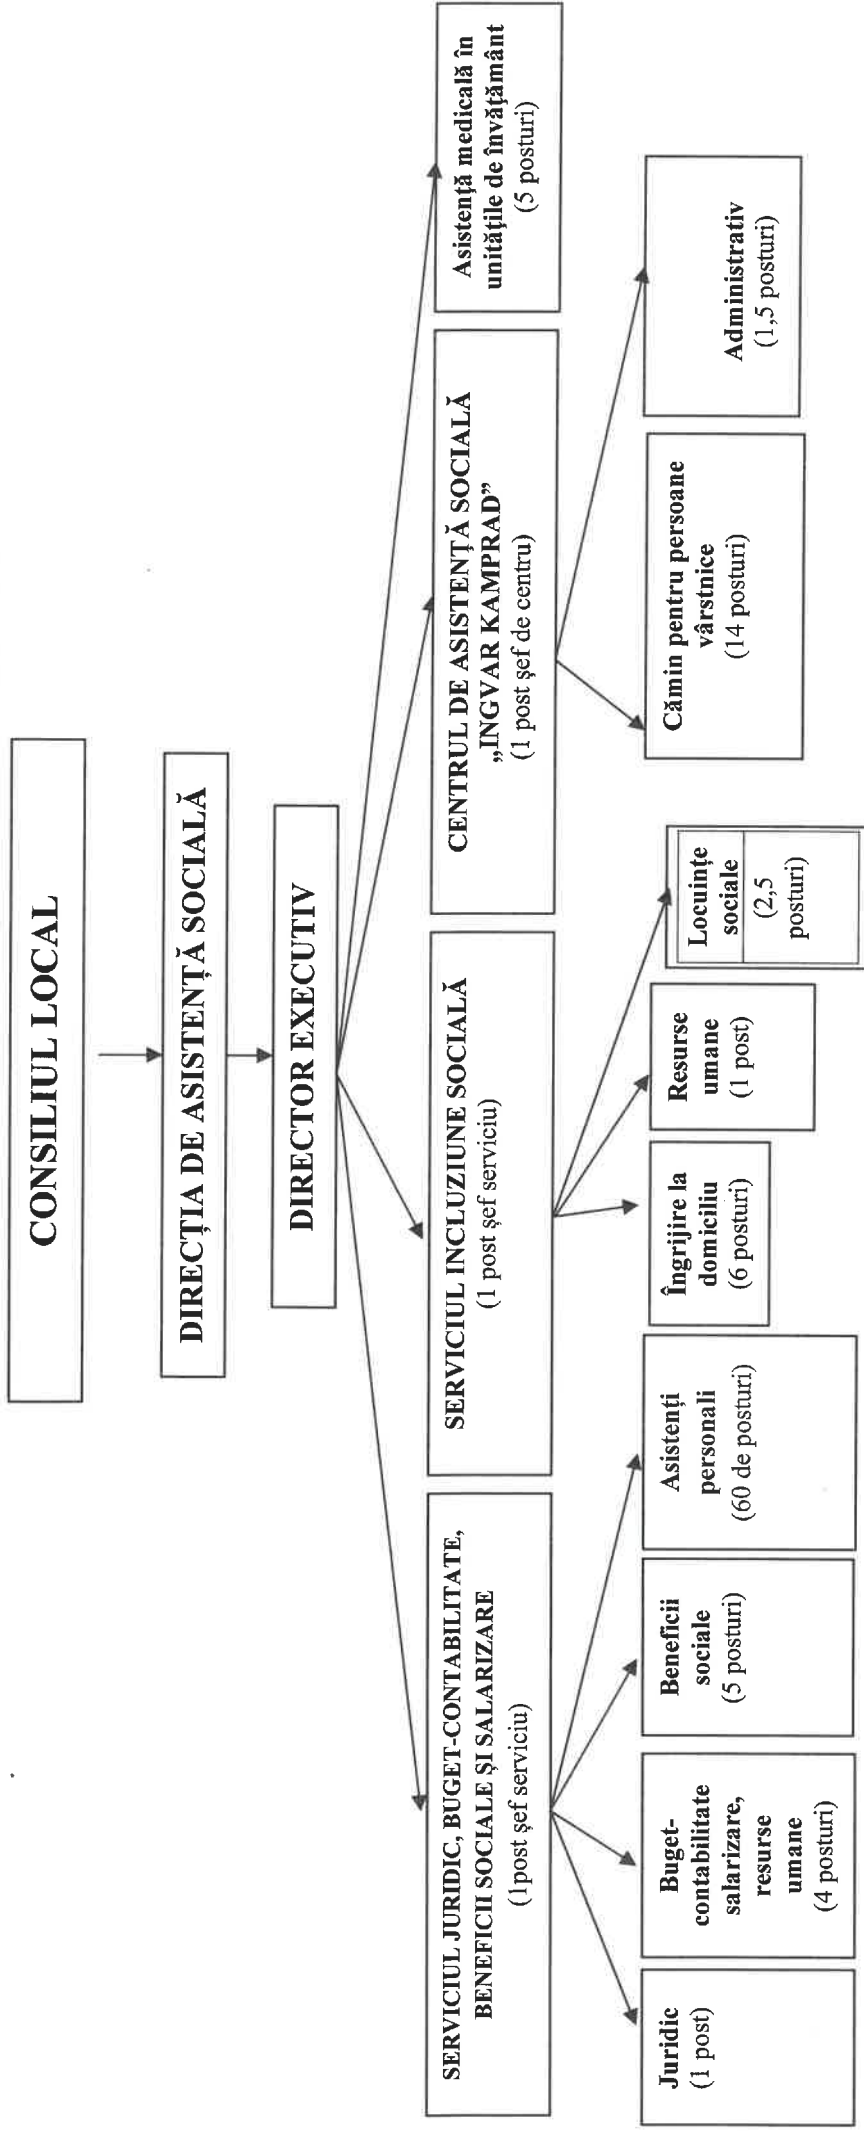 CONSILIUL LOCAL
DIRECȚIA DE ASISTENȚĂ SOCIALĂ
DIRECTOR EXECUTIV
SERVICIUL JURIDIC, BUGET-CONTABILITATE,
BENEFICII SOCIALE ȘI SALARIZARE
(1post șef serviciu)
SERVICIUL INCLUZIUNE SOCIALĂ
(1 post șef serviciu)
CENTRUL DE ASISTENȚĂ SOCIALĂ
„INGVAR KAMPRAD”
(1 post șef de centru)
Asistență medicală în
unitățile de învățământ
(5 posturi)
Juridic
(1 post)
Buget-
contabilitate
salarizare,
resurse
umane
(4 posturi)
Beneficii
sociale
(5 posturi)
Asistenți
personali
(60 de posturi)
Îngrijire la
domiciliu
(6 posturi)
Resurse
umane
(1 post)
Locuințe
sociale
(2,5
posturi)
Cămin pentru persoane
vârstnice
(14 posturi)
Administrativ
(1,5 posturi)